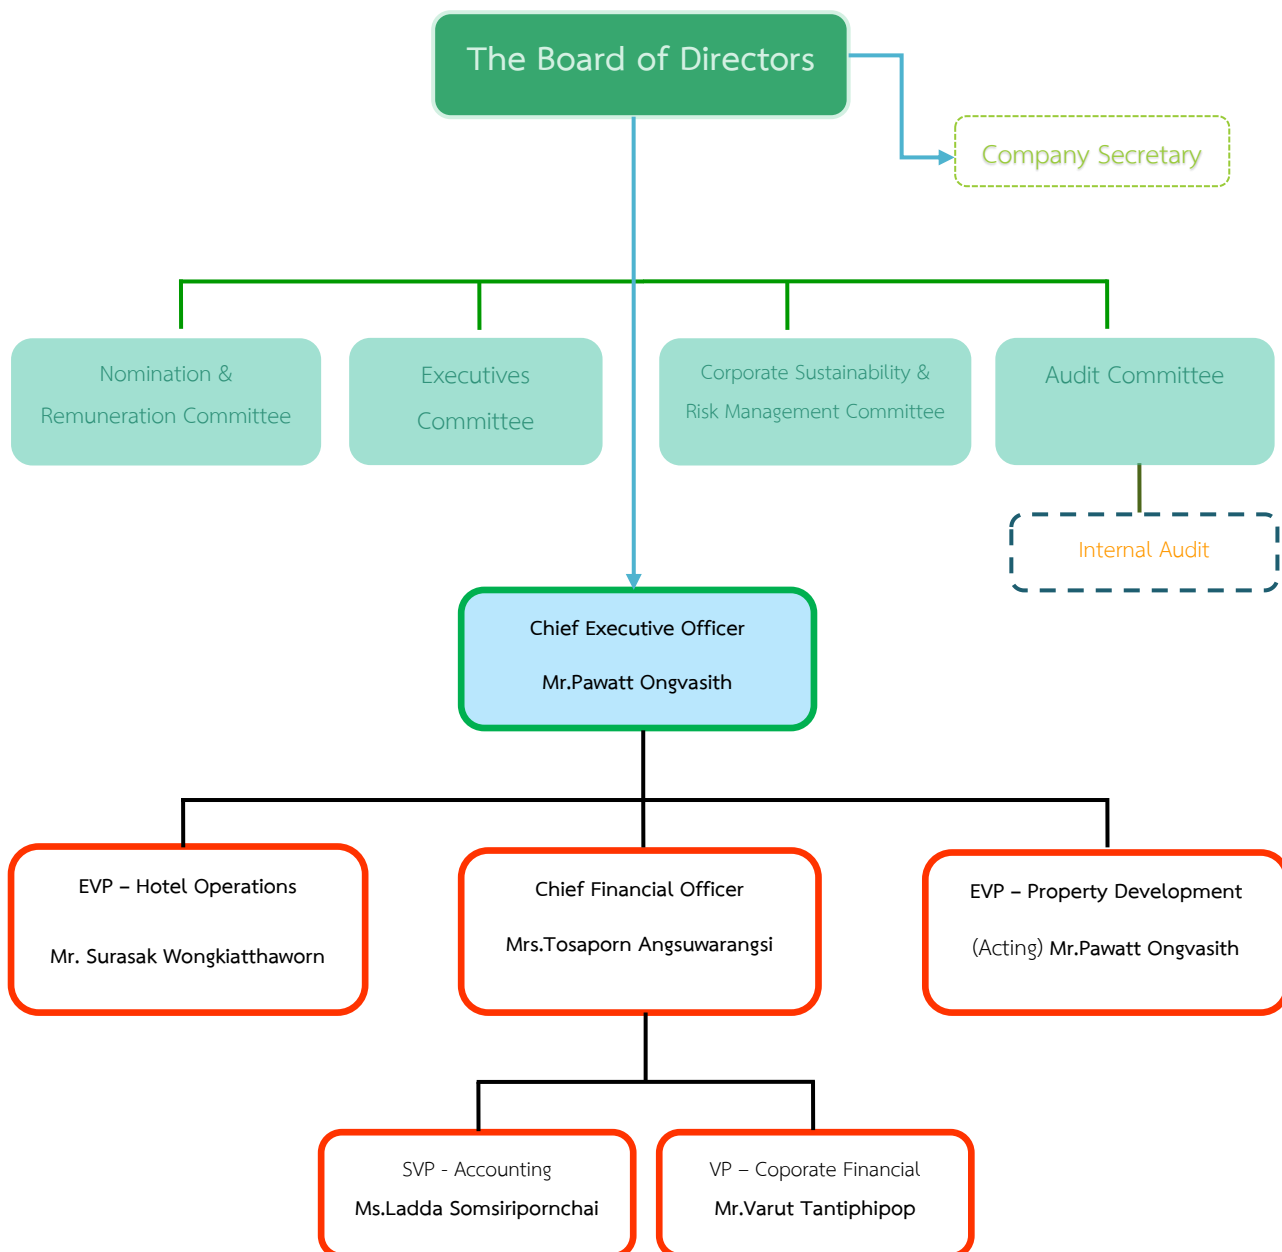 The Board of Directors
Company Secretary
Nomination &
Remuneration Committee
Executives
Committee
Corporate Sustainability &
Risk Management Committee
Audit Committee
Internal Audit
Chief Executive Officer
Mr.Pawatt Ongvasith
EVP – Hotel Operations
Mr. Surasak Wongkiatthaworn
Chief Financial Officer
Mrs.Tosaporn Angsuwarangsi
EVP – Property Development
(Acting) Mr.Pawatt Ongvasith
SVP - Accounting
Ms.Ladda Somsiripornchai
VP – Coporate Financial
Mr.Varut Tantiphipop